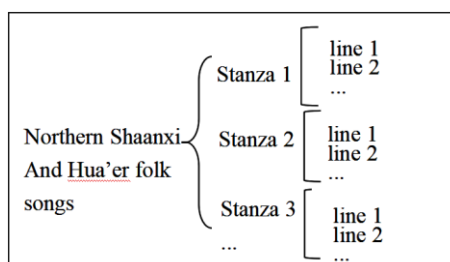 Northern Shaanxi
And Hua'er folk
songs
Stanza 1
line 1
line 2
...
Stanza 2
line 1
line 2
...
Stanza 3
line 1
line 2
...
...